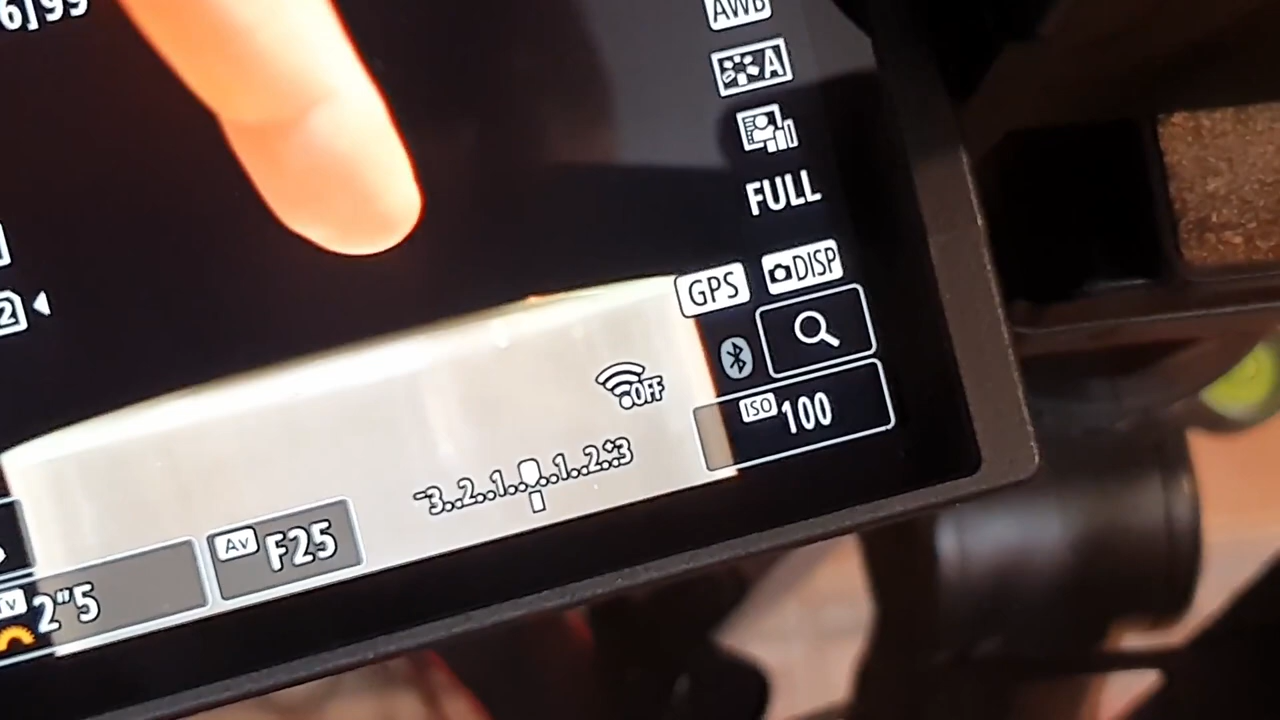 6]99
AWB
A
FULL
GPS
DISP
OFF
ISO 100
-3..2..1..0..1..2..+3
Av F25
2"5